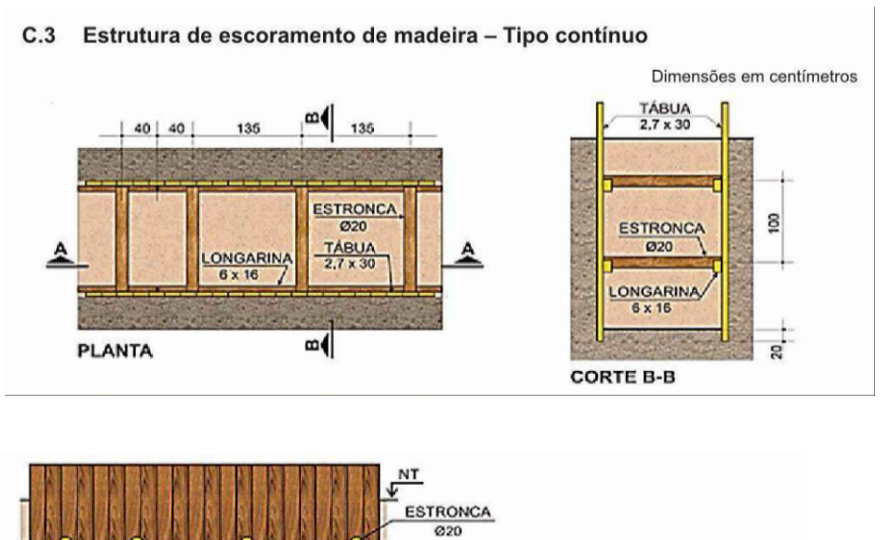 C.3 Estrutura de escoramento de madeira – Tipo contínuo
Dimensões em centímetros
40 40 135 135
B
ESTRONCA
Ø20
TÁBUA
2,7 x 30
LONGARINA
6 x 16
A
A
PLANTA
B
TÁBUA
2,7 x 30
ESTRONCA
Ø20
LONGARINA
6 x 16
100
20
CORTE B-B
NT
ESTRONCA
Ø20